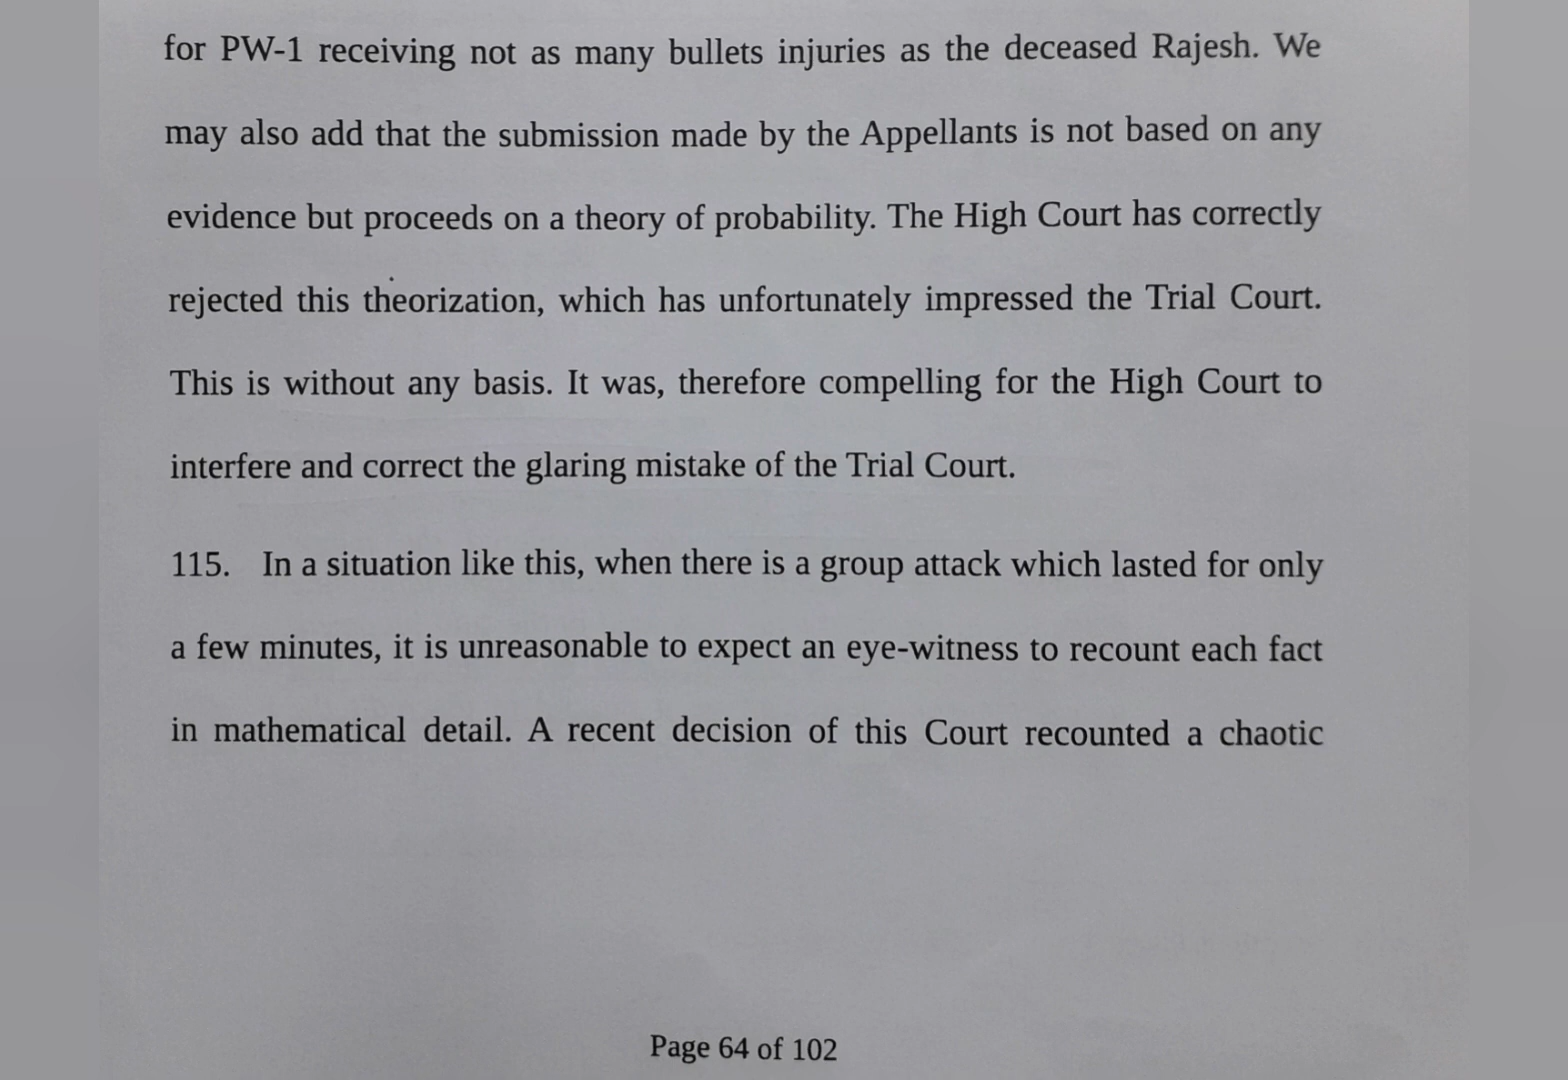 for PW-1 receiving not as many bullets injuries as the deceased Rajesh. We
may also add that the submission made by the Appellants is not based on any
evidence but proceeds on a theory of probability. The High Court has correctly
rejected this theorization, which has unfortunately impressed the Trial Court.
This is without any basis. It was, therefore compelling for the High Court to
interfere and correct the glaring mistake of the Trial Court.
115. In a situation like this, when there is a group attack which lasted for only
a few minutes, it is unreasonable to expect an eye-witness to recount each fact
in mathematical detail. A recent decision of this Court recounted a chaotic
Page 64 of 102